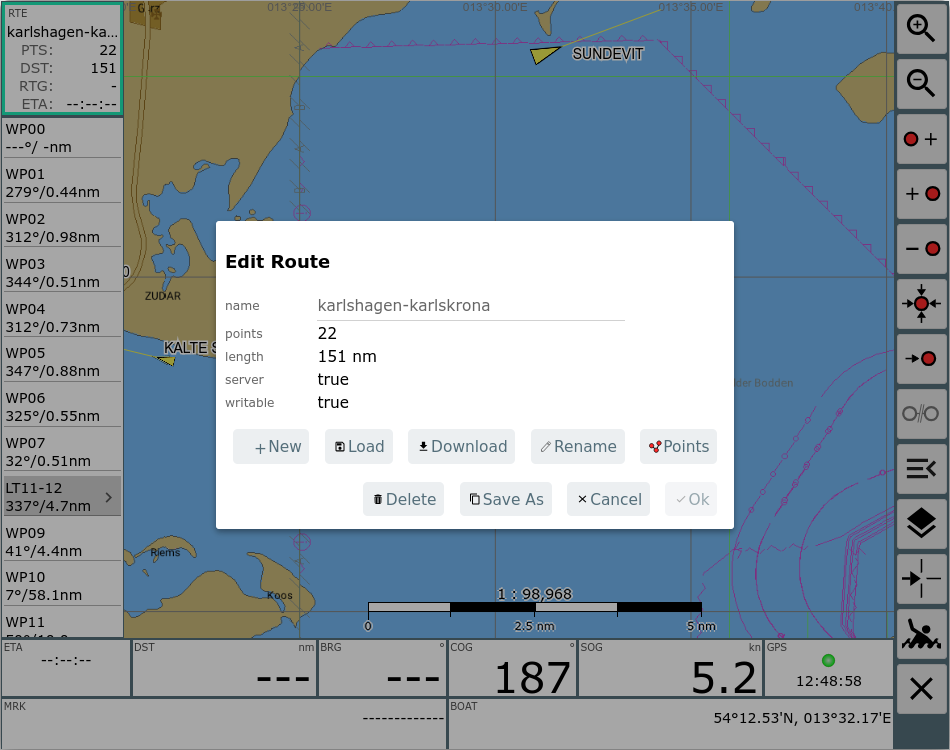 RTE
karlshagen-ka...
PTS: 22
DST: 151
RTG: -
ETA: --:--:--
WP00
---°/ -nm
WP01
279°/0.44nm
WP02
312°/0.98nm
WP03
344°/0.51nm
WP04
312°/0.73nm
WP05
347°/0.88nm
WP06
325°/0.55nm
WP07
32°/0.51nm
LT11-12
337°/4.7nm
WP09
41°/4.4nm
WP10
7°/58.1nm
WP11
013°30.00'E
013°35.00'E
013°40
SUNDEVIT
ZUDAR
KALTE S
Bodden
Riems
Koos
1 : 98,968
0 2.5 nm 5 nm
Edit Route
name karlshagen-karlskrona
points 22
length 151 nm
server true
writable true
+New Load Download Rename Points
Delete Save As Cancel Ok
ETA
--:--:--
DST nm
---
BRG °
---
COG °
187
SOG kn
5.2
GPS
12:48:58
MRK
------------
BOAT
54°12.53'N, 013°32.17'E